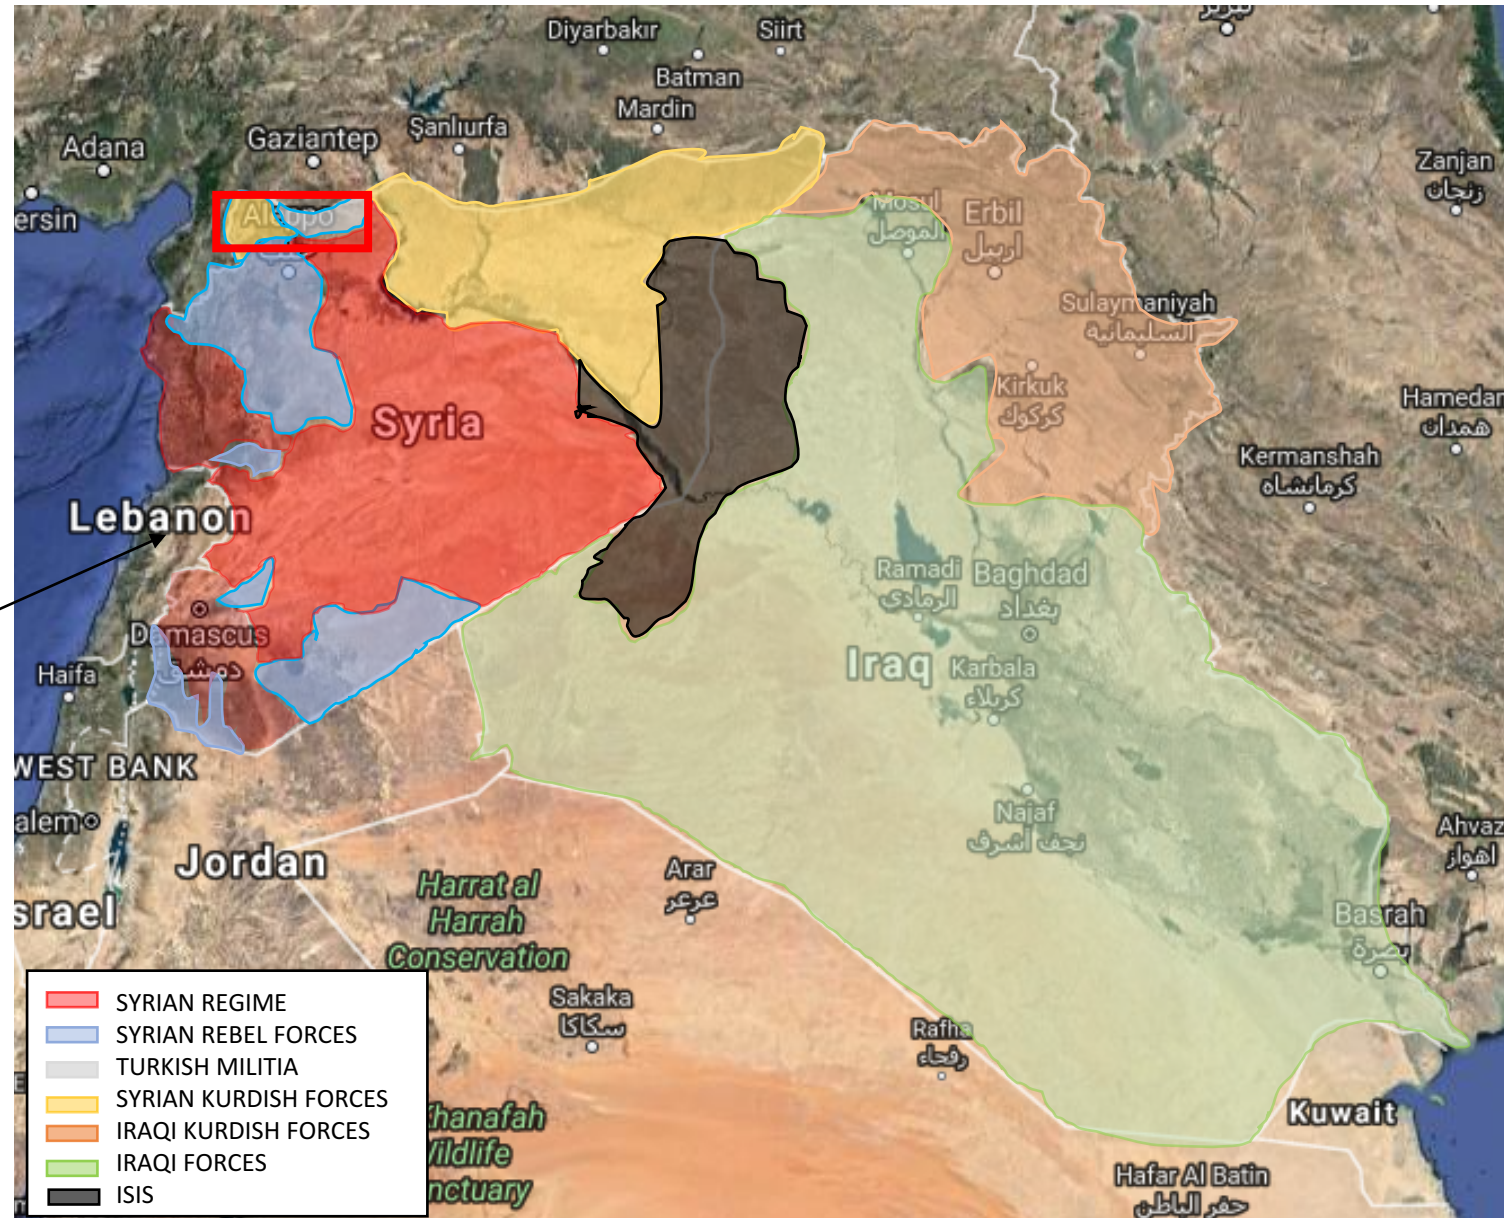 Diyarbakır
Siirt
Batman
Mardin
Şanlıurfa
Gaziantep
Adana
ersin
Zanjan
زنجان
Aleppo
Mosul
الموصل
Erbil
اربيل
Sulaymaniyah
السليمانية
Kirkuk
كركوك
Hamedan
همدان
Kermanshah
كرمانشاه
Syria
Lebanon
Ramadi
الرمادي
Baghdad
بغداد
Damascus
دمشق
Haifa
Iraq
Karbala
كربلاء
WEST BANK
alem
Najaf
نجف أشرف
Ahvaz
اهواز
Jordan
Arar
عرعر
Harrat al
Harrah
Conservation
srael
Basrah
بصرة
Sakaka
سكاكا
Rafha
رفحاء
Khanafah
Wildlife
nctuary
Kuwait
Hafar Al Batin
حفر الباطن
SYRIAN REGIME
SYRIAN REBEL FORCES
TURKISH MILITIA
SYRIAN KURDISH FORCES
IRAQI KURDISH FORCES
IRAQI FORCES
ISIS